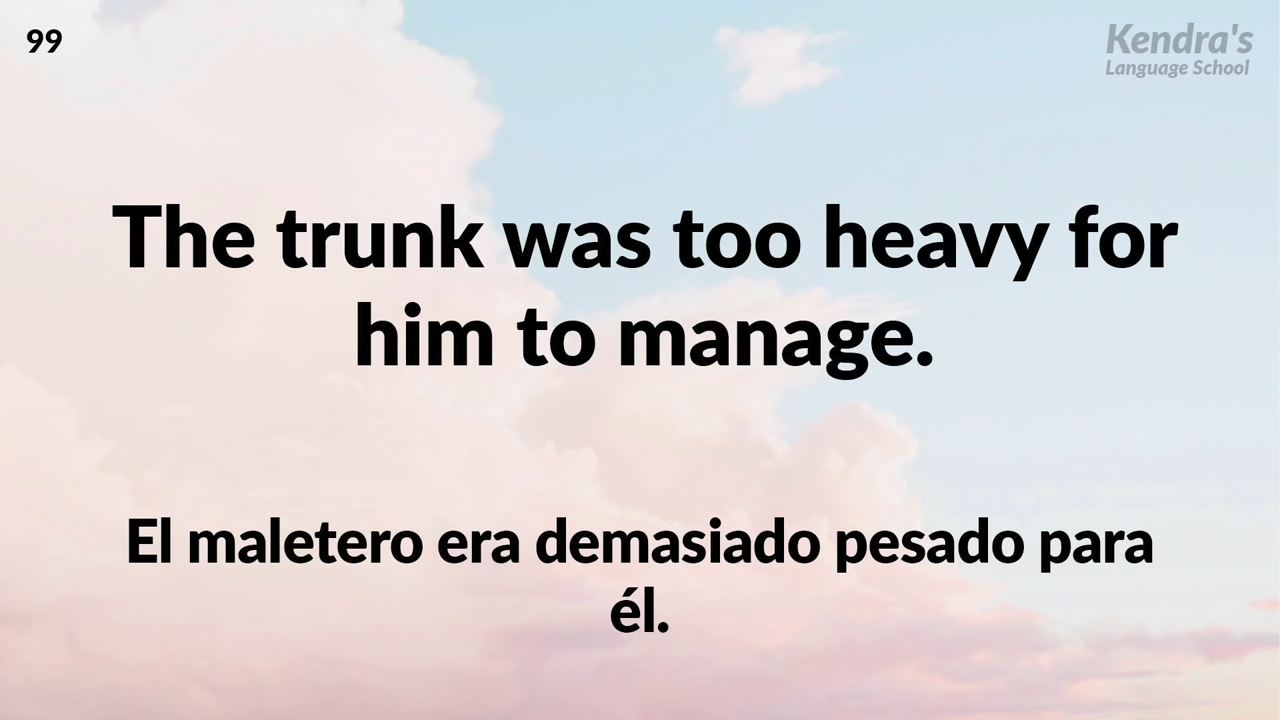 99
Kendra's
Language School
The trunk was too heavy for
him to manage.
El maletero era demasiado pesado para
él.